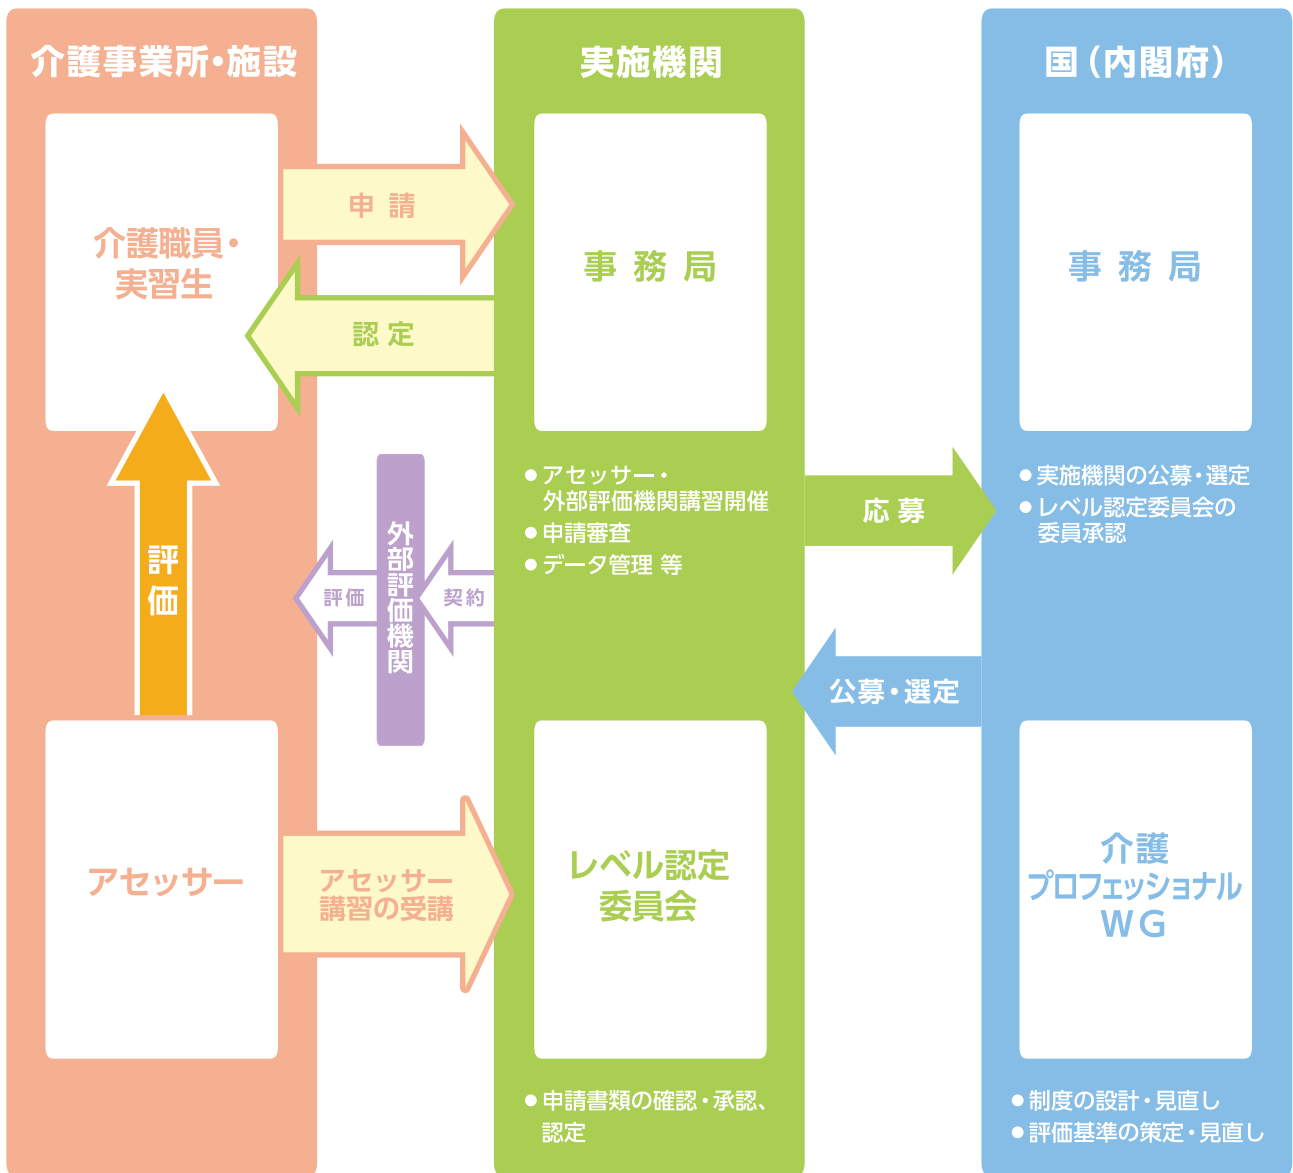 介護事業所・施設
介護職員・
実習生
評価
アセッサー
申 請
認 定
評価
外部評価機関
契約
アセッサー
講習の受講
実施機関
事 務 局
● アセッサー・
外部評価機関講習開催
● 申請審査
● データ管理 等
レベル認定
委員会
● 申請書類の確認・承認、
認定
応 募
公募・選定
国（内閣府）
事 務 局
● 実施機関の公募・選定
● レベル認定委員会の
委員承認
介護
プロフェッショナル
ＷＧ
● 制度の設計・見直し
● 評価基準の策定・見直し